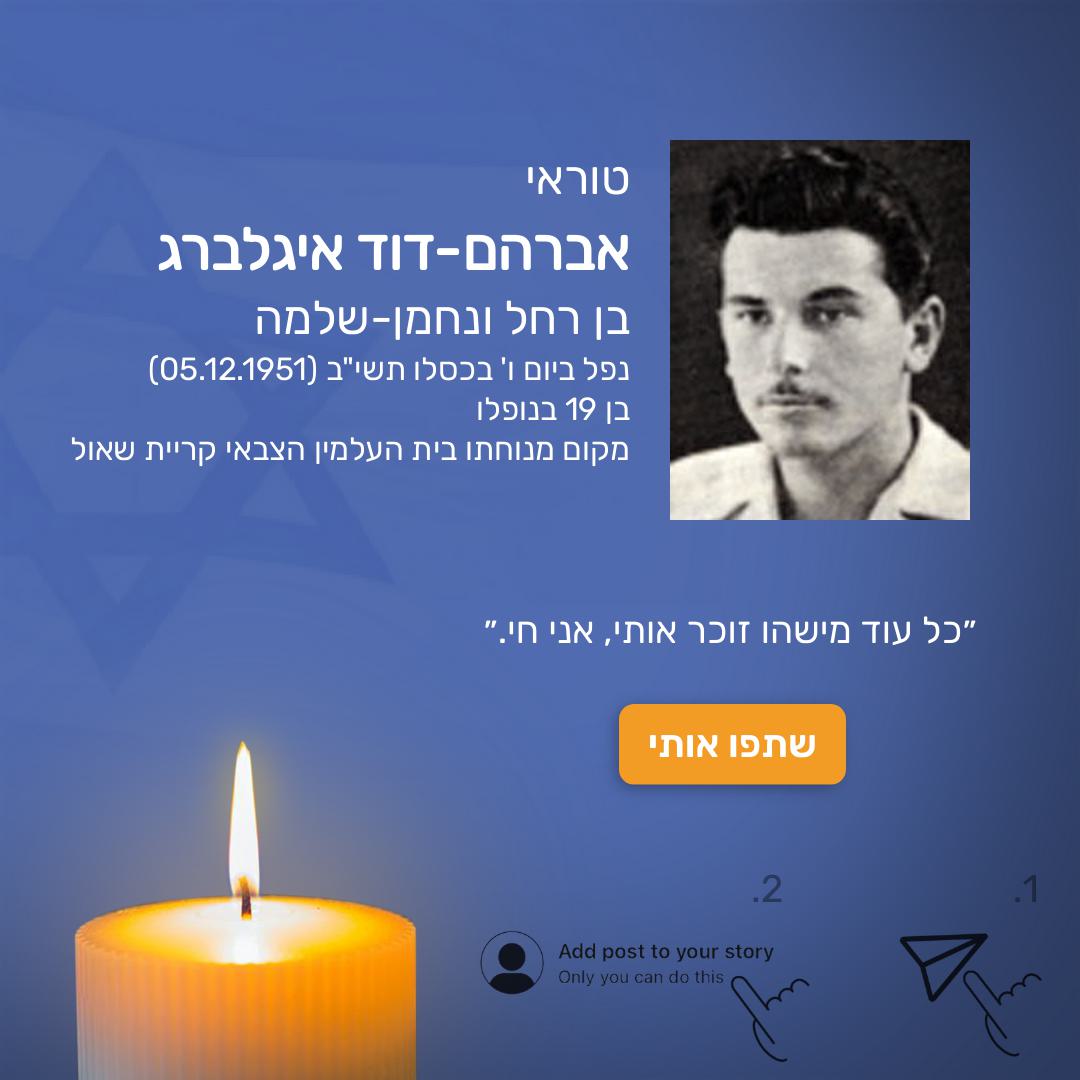 טוראי
אברהם-דוד איגלברג
בן רחל ונחמן-שלמה
נפל ביום ו' בכסלו תשי"ב (05.12.1951)
בן 19 בנופלו
מקום מנוחתו בית העלמין הצבאי קריית שאול
״כל עוד מישהו זוכר אותי, אני חי.״
שתפו אותי
1.
2.
Add post to your story
Only you can do this